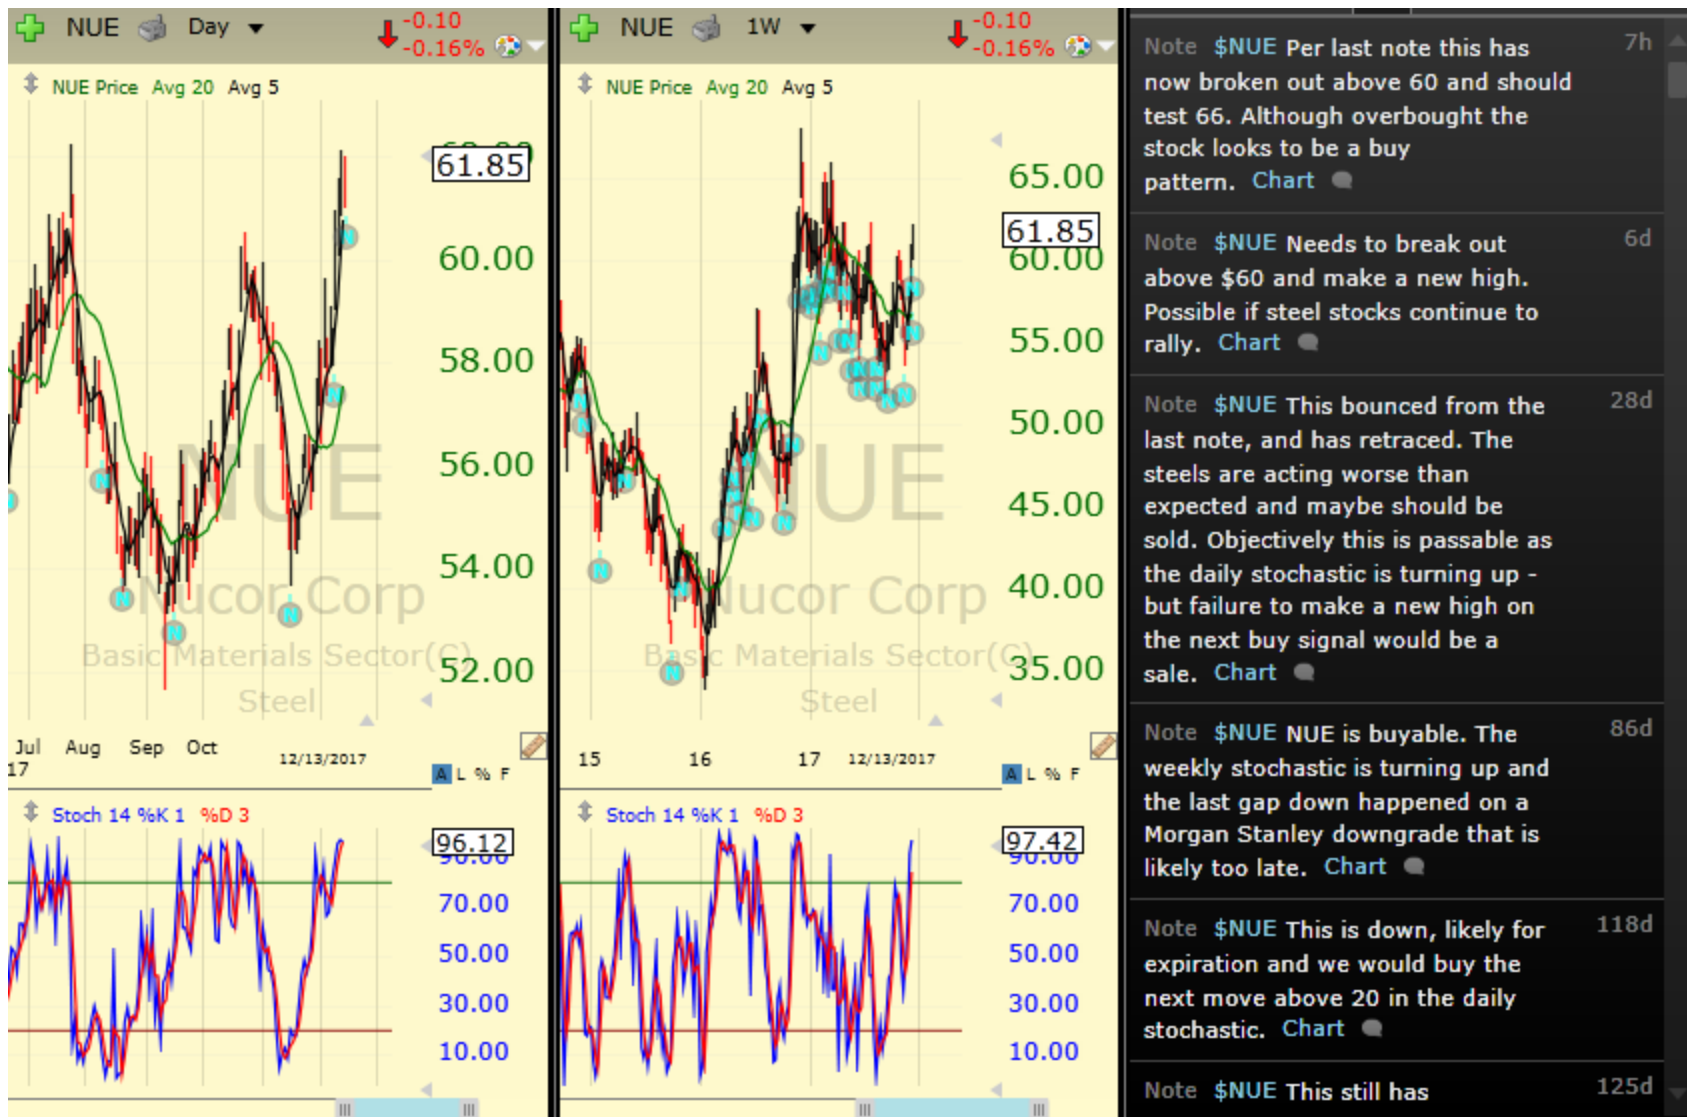 NUE Day -0.10
-0.16%
NUE Price Avg 20 Avg 5
61.85
60.00
58.00
56.00
54.00
52.00
NUE
Nucor Corp
Basic Materials Sector(C)
Steel
Jul Aug Sep Oct
17
12/13/2017
A L % F
Stoch 14 %K 1 %D 3
96.12
90.00
70.00
50.00
30.00
10.00
NUE 1W -0.10
-0.16%
NUE Price Avg 20 Avg 5
65.00
61.85
60.00
55.00
50.00
45.00
40.00
35.00
NUE
Nucor Corp
Basic Materials Sector(C)
Steel
15 16 17 12/13/2017
A L % F
Stoch 14 %K 1 %D 3
97.42
90.00
70.00
50.00
30.00
10.00
Note $NUE Per last note this has 7h
now broken out above 60 and should
test 66. Although overbought the
stock looks to be a buy
pattern. Chart
Note $NUE Needs to break out 6d
above $60 and make a new high.
Possible if steel stocks continue to
rally. Chart
Note $NUE This bounced from the 28d
last note, and has retraced. The
steels are acting worse than
expected and maybe should be
sold. Objectively this is passable as
the daily stochastic is turning up -
but failure to make a new high on
the next buy signal would be a
sale. Chart
Note $NUE NUE is buyable. The 86d
weekly stochastic is turning up and
the last gap down happened on a
Morgan Stanley downgrade that is
likely too late. Chart
Note $NUE This is down, likely for 118d
expiration and we would buy the
next move above 20 in the daily
stochastic. Chart
Note $NUE This still has 125d